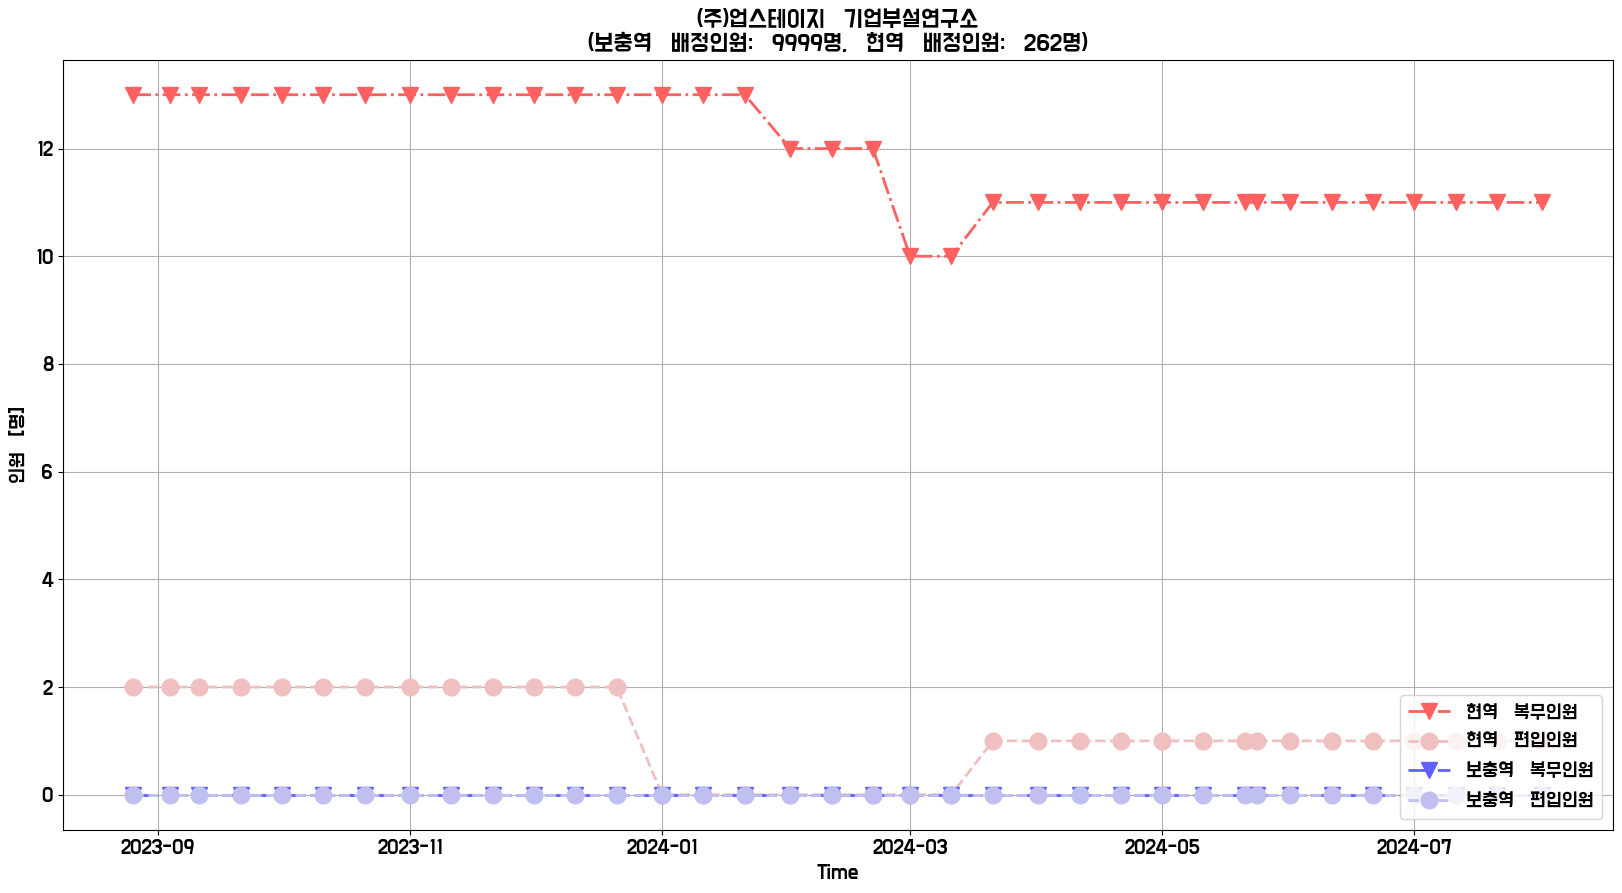 (주)업스테이지 기업부설연구소
(보충역 배정인원: 9999명, 현역 배정인원: 262명)
12
10
8
6
4
2
0
인원 [명]
2023-09
2023-11
2024-01
2024-03
2024-05
2024-07
Time
현역 복무인원
현역 편입인원
보충역 복무인원
보충역 편입인원